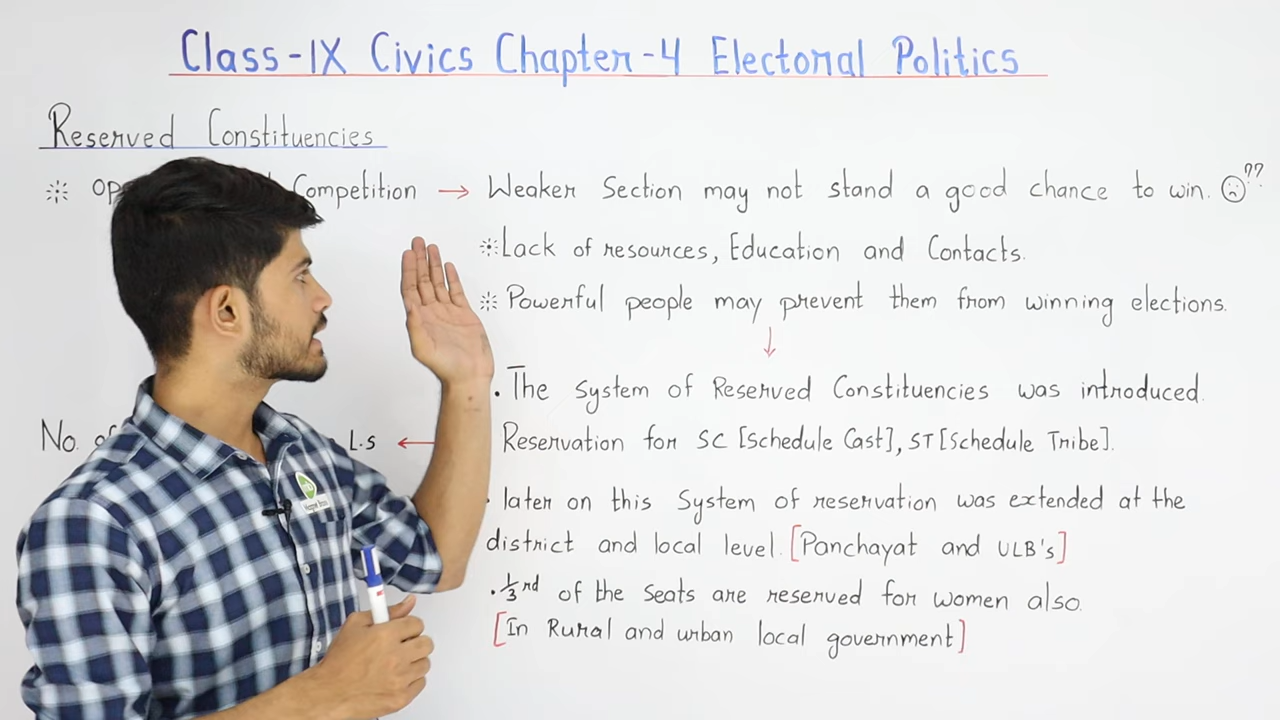 Class-IX Civics Chapter-4 Electoral Politics
Reserved Constituencies
Competition → Weaker Section may not stand a good chance to win. ??
Lack of resources, Education and Contacts.
Powerful people may prevent them from winning elections.
↓
. The System of Reserved Constituencies was introduced.
No. of L.S ← Reservation for SC [Schedule Cast], ST [Schedule Tribe].
. later on this System of reservation was extended at the
district and local level. [Panchayat and ULB's]
. 1/3rd of the seats are reserved for women also.
[In Rural and urban local government]